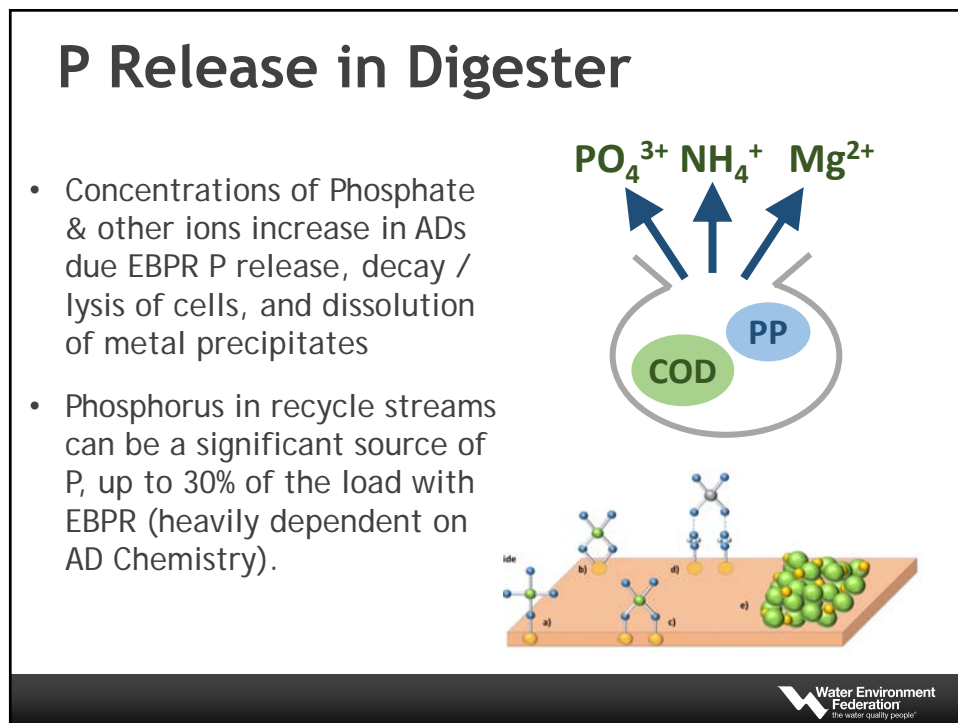 P Release in Digester
PO₄³⁺ NH₄⁺ Mg²⁺
• Concentrations of Phosphate
& other ions increase in ADs
due EBPR P release, decay /
lysis of cells, and dissolution
of metal precipitates
• Phosphorus in recycle streams
can be a significant source of
P, up to 30% of the load with
EBPR (heavily dependent on
AD Chemistry).
PP
COD
ide
b)
d)
a)
c)
e)
Water Environment
Federation
the water quality people®